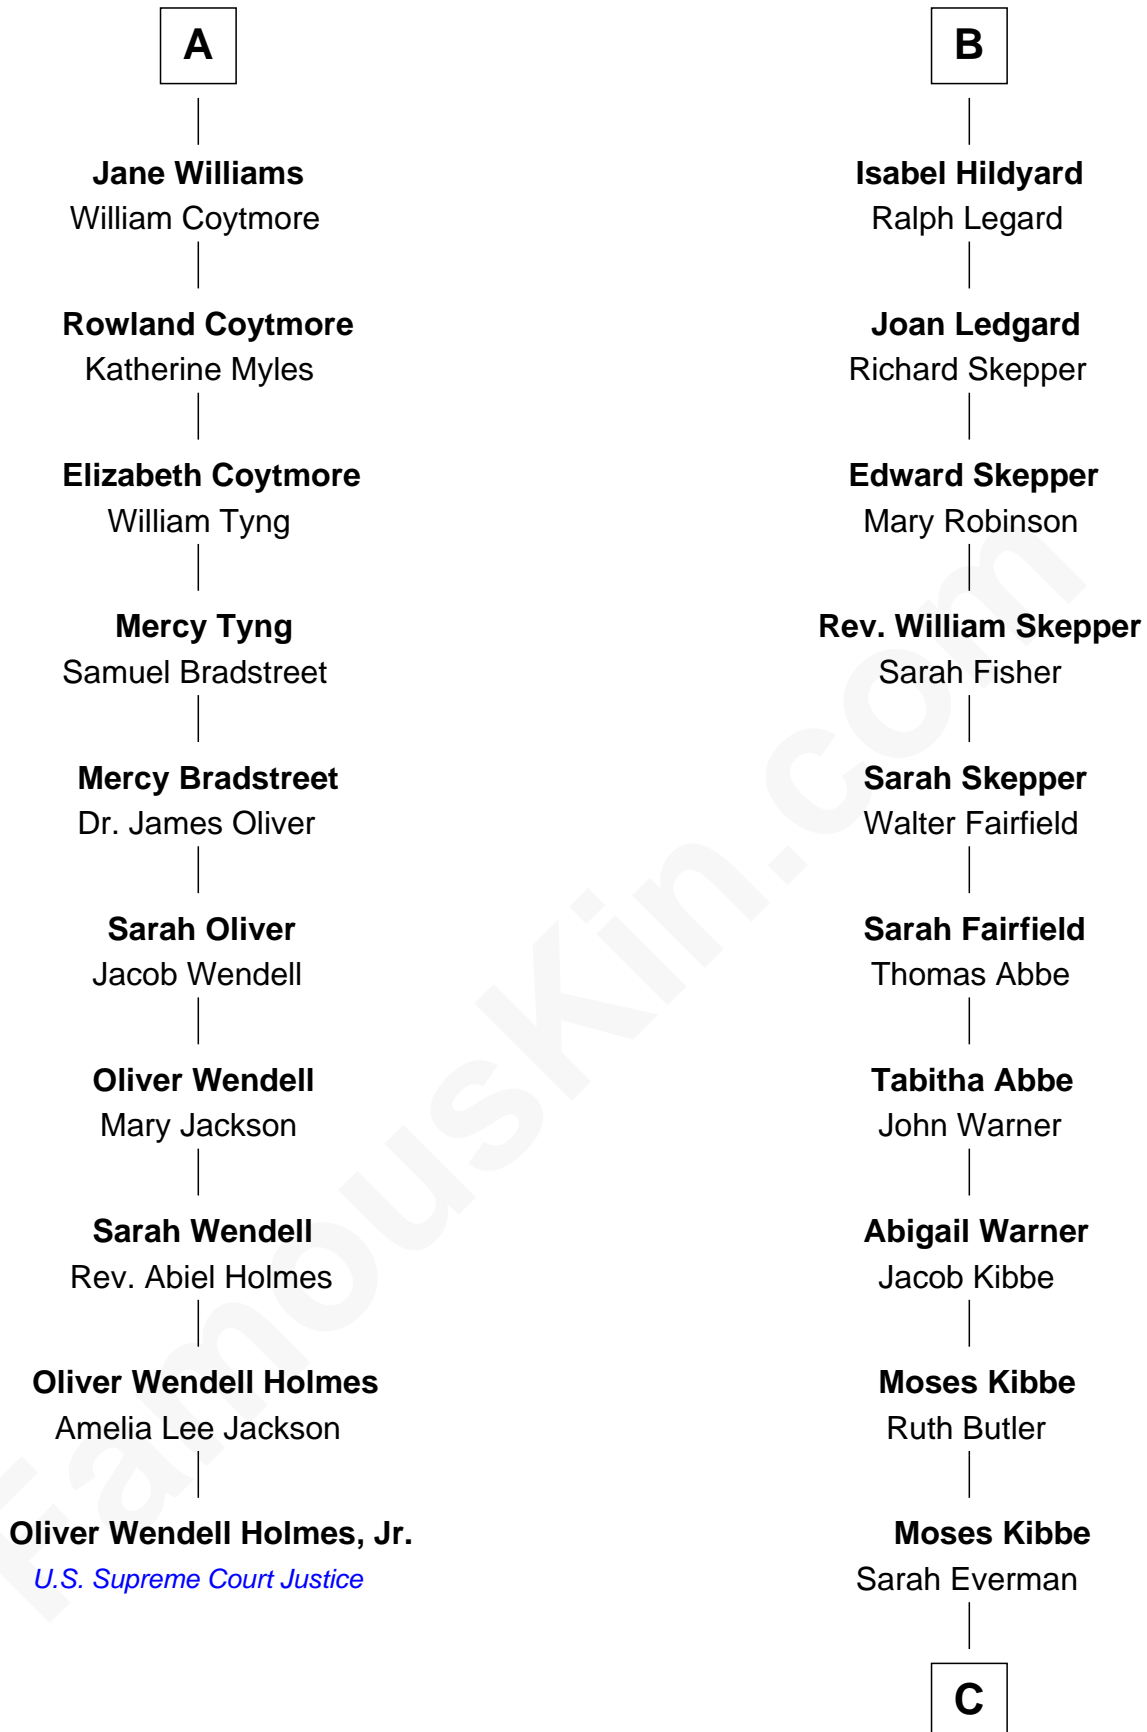 A
Jane Williams
William Coytmore
Rowland Coytmore
Katherine Myles
Elizabeth Coytmore
William Tyng
Mercy Tyng
Samuel Bradstreet
Mercy Bradstreet
Dr. James Oliver
Sarah Oliver
Jacob Wendell
Oliver Wendell
Mary Jackson
Sarah Wendell
Rev. Abiel Holmes
Oliver Wendell Holmes
Amelia Lee Jackson
Oliver Wendell Holmes, Jr.
U.S. Supreme Court Justice
B
Isabel Hildyard
Ralph Legard
Joan Ledgard
Richard Skepper
Edward Skepper
Mary Robinson
Rev. William Skepper
Sarah Fisher
Sarah Skepper
Walter Fairfield
Sarah Fairfield
Thomas Abbe
Tabitha Abbe
John Warner
Abigail Warner
Jacob Kibbe
Moses Kibbe
Ruth Butler
Moses Kibbe
Sarah Everman
C
FamousKin.com